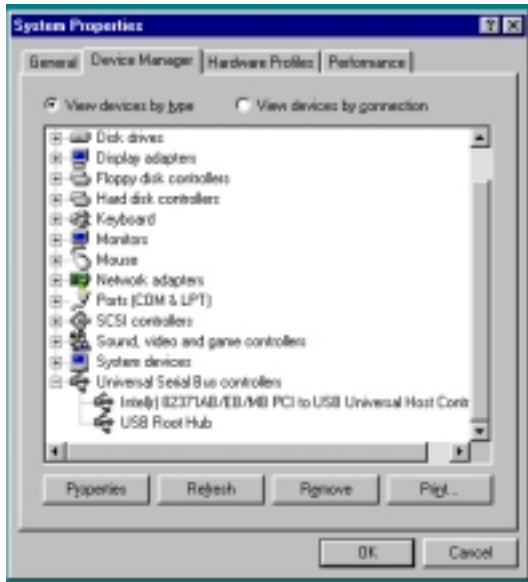 System Properties
General Device Manager Hardware Profiles Performance
View devices by type View devices by connection
Disk drives
Display adapters
Floppy disk controllers
Hard disk controllers
Keyboard
Monitors
Mouse
Network adapters
Ports (COM & LPT)
SCSI controllers
Sound, video and game controllers
System devices
Universal Serial Bus controllers
Intel(r) 82371AB/EB/MB PCI to USB Universal Host Contr
USB Root Hub
Properties Refresh Remove Print...
OK Cancel